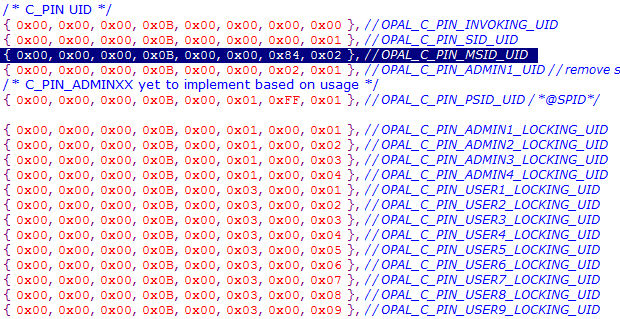 /* C_PIN UID */
{ 0x00, 0x00, 0x00, 0x0B, 0x00, 0x00, 0x00, 0x00 }, //OPAL_C_PIN_INVOKING_UID
{ 0x00, 0x00, 0x00, 0x0B, 0x00, 0x00, 0x00, 0x01 }, //OPAL_C_PIN_SID_UID
{ 0x00, 0x00, 0x00, 0x0B, 0x00, 0x00, 0x84, 0x02 }, //OPAL_C_PIN_MSID_UID
{ 0x00, 0x00, 0x00, 0x0B, 0x00, 0x00, 0x02, 0x01 }, //OPAL_C_PIN_ADMIN1_UID //remove s
/* C_PIN_ADMINXX yet to implement based on usage */
{ 0x00, 0x00, 0x00, 0x0B, 0x00, 0x01, 0xFF, 0x01 }, //OPAL_C_PIN_PSID_UID /*@SPID*/
{ 0x00, 0x00, 0x00, 0x0B, 0x00, 0x01, 0x00, 0x01 }, //OPAL_C_PIN_ADMIN1_LOCKING_UID
{ 0x00, 0x00, 0x00, 0x0B, 0x00, 0x01, 0x00, 0x02 }, //OPAL_C_PIN_ADMIN2_LOCKING_UID
{ 0x00, 0x00, 0x00, 0x0B, 0x00, 0x01, 0x00, 0x03 }, //OPAL_C_PIN_ADMIN3_LOCKING_UID
{ 0x00, 0x00, 0x00, 0x0B, 0x00, 0x01, 0x00, 0x04 }, //OPAL_C_PIN_ADMIN4_LOCKING_UID
{ 0x00, 0x00, 0x00, 0x0B, 0x00, 0x03, 0x00, 0x01 }, //OPAL_C_PIN_USER1_LOCKING_UID
{ 0x00, 0x00, 0x00, 0x0B, 0x00, 0x03, 0x00, 0x02 }, //OPAL_C_PIN_USER2_LOCKING_UID
{ 0x00, 0x00, 0x00, 0x0B, 0x00, 0x03, 0x00, 0x03 }, //OPAL_C_PIN_USER3_LOCKING_UID
{ 0x00, 0x00, 0x00, 0x0B, 0x00, 0x03, 0x00, 0x04 }, //OPAL_C_PIN_USER4_LOCKING_UID
{ 0x00, 0x00, 0x00, 0x0B, 0x00, 0x03, 0x00, 0x05 }, //OPAL_C_PIN_USER5_LOCKING_UID
{ 0x00, 0x00, 0x00, 0x0B, 0x00, 0x03, 0x00, 0x06 }, //OPAL_C_PIN_USER6_LOCKING_UID
{ 0x00, 0x00, 0x00, 0x0B, 0x00, 0x03, 0x00, 0x07 }, //OPAL_C_PIN_USER7_LOCKING_UID
{ 0x00, 0x00, 0x00, 0x0B, 0x00, 0x03, 0x00, 0x08 }, //OPAL_C_PIN_USER8_LOCKING_UID
{ 0x00, 0x00, 0x00, 0x0B, 0x00, 0x03, 0x00, 0x09 }, //OPAL_C_PIN_USER9_LOCKING_UID